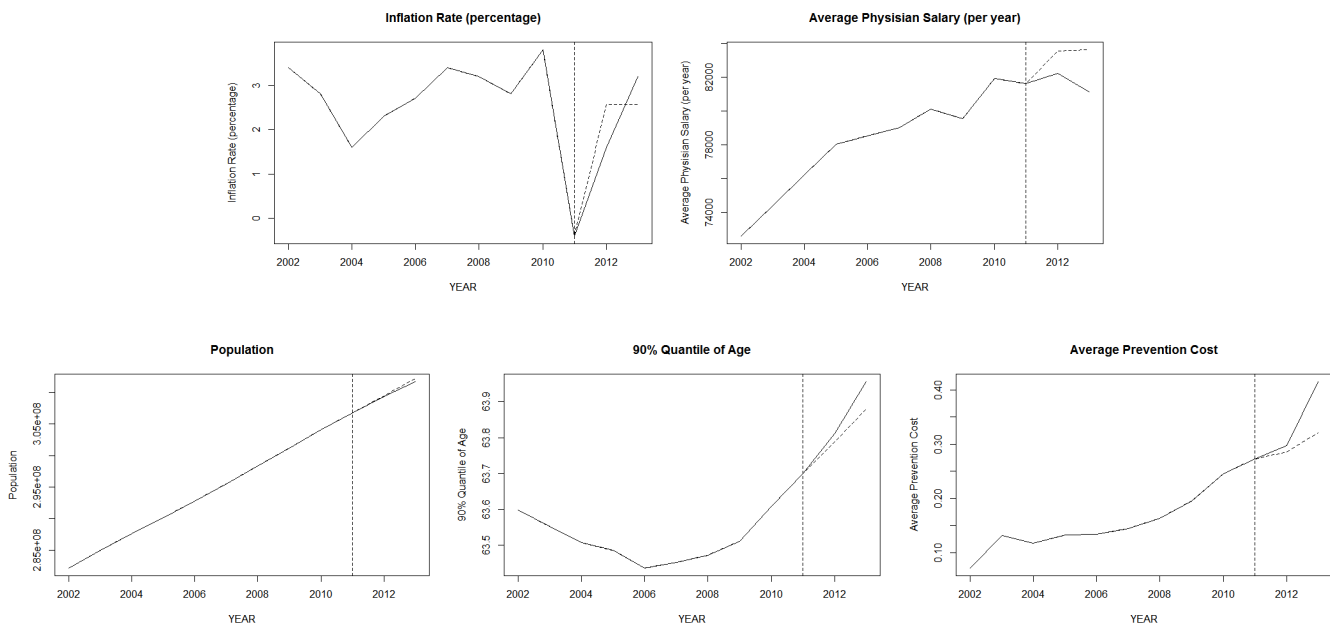 Inflation Rate (percentage)
Inflation Rate (percentage)
3
2
1
0
2002 2004 2006 2008 2010 2012
YEAR
Average Physisian Salary (per year)
Average Physisian Salary (per year)
82000
78000
74000
2002 2004 2006 2008 2010 2012
YEAR
Population
Population
3.05e+08
2.95e+08
2.85e+08
2002 2004 2006 2008 2010 2012
YEAR
90% Quantile of Age
90% Quantile of Age
63.9
63.8
63.7
63.6
63.5
2002 2004 2006 2008 2010 2012
YEAR
Average Prevention Cost
Average Prevention Cost
0.40
0.30
0.20
0.10
2002 2004 2006 2008 2010 2012
YEAR